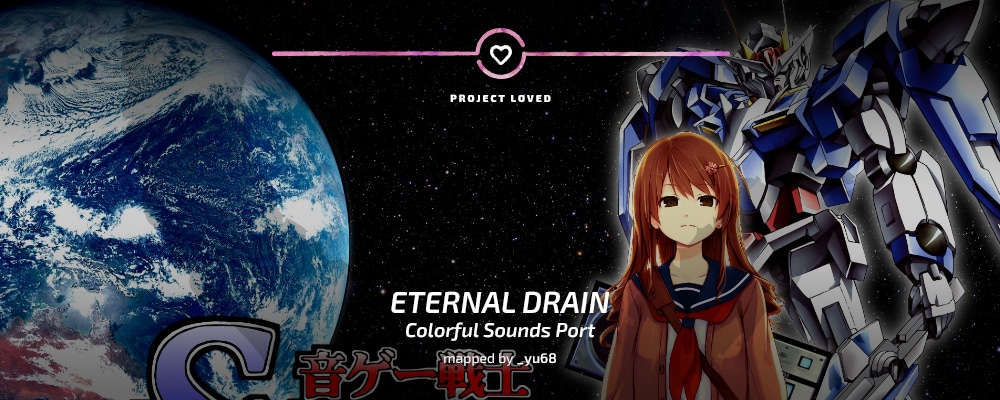 PROJECT LOVED
ETERNAL DRAIN
Colorful Sounds Port
mapped by _yu68
S
音ゲー戦士